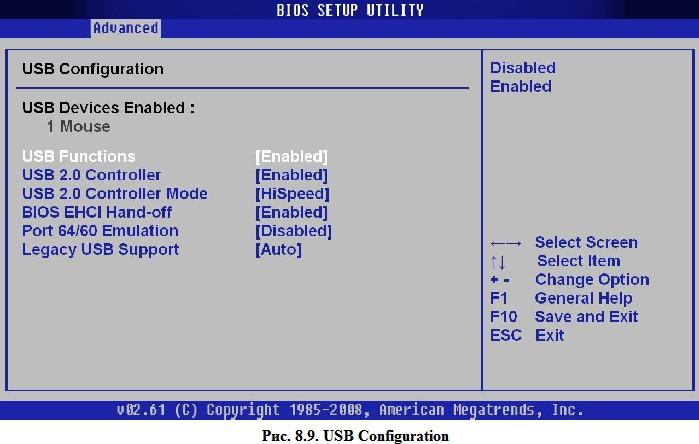 BIOS SETUP UTILITY
Advanced
USB Configuration
USB Devices Enabled :
1 Mouse
USB Functions [Enabled]
USB 2.0 Controller [Enabled]
USB 2.0 Controller Mode [HiSpeed]
BIOS EHCI Hand-off [Enabled]
Port 64/60 Emulation [Disabled]
Legacy USB Support [Auto]
Disabled
Enabled
←→ Select Screen
↑↓ Select Item
+ - Change Option
F1 General Help
F10 Save and Exit
ESC Exit
v02.61 (C) Copyright 1985-2008, American Megatrends, Inc.
Рис. 8.9. USB Configuration